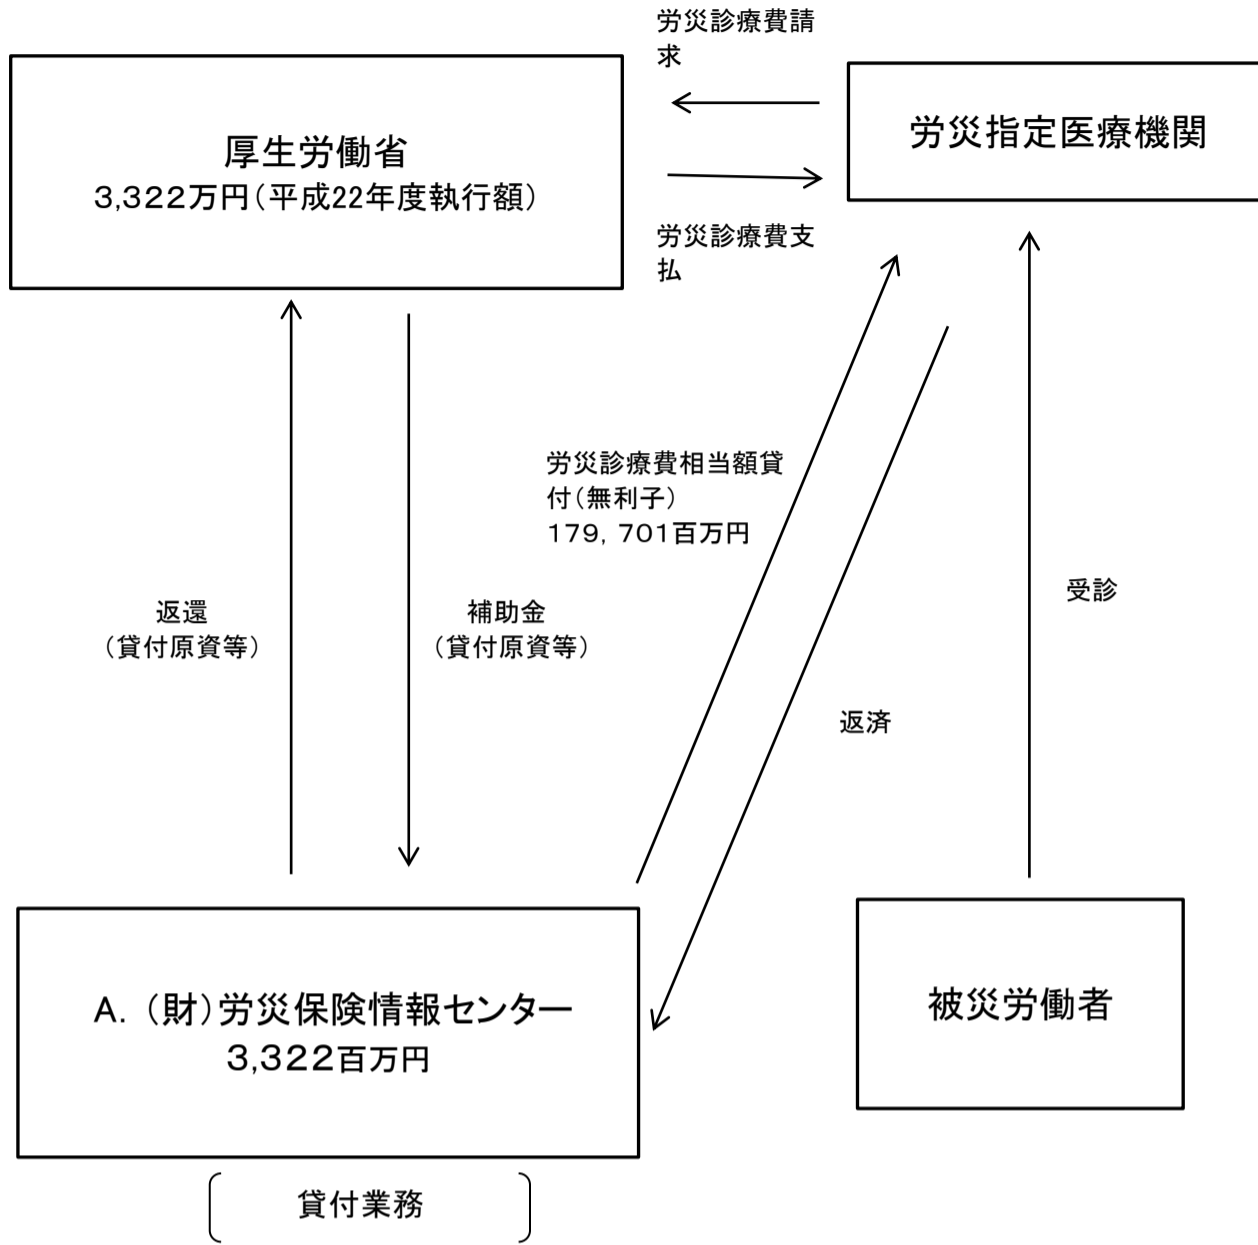 労災診療費請
求
厚生労働省
3,322万円（平成22年度執行額）
労災指定医療機関
労災診療費支
払
労災診療費相当額貸
付（無利子）
１７９，７０１百万円
返還
（貸付原資等）
補助金
（貸付原資等）
受診
返済
A.（財）労災保険情報センター
3,322百万円
被災労働者
貸付業務